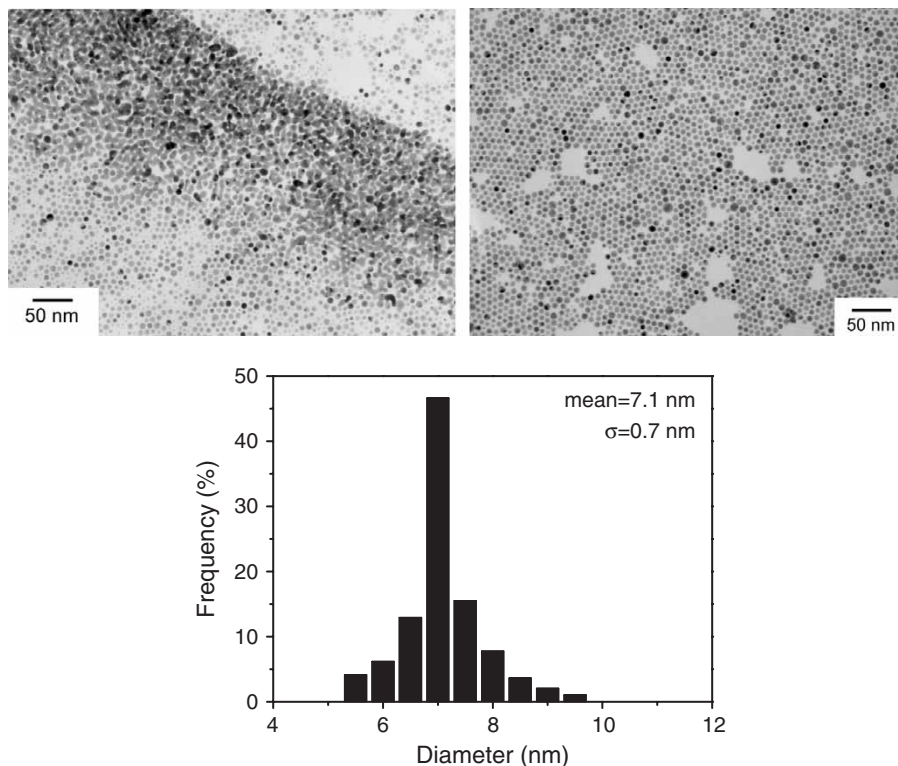 50 nm
50 nm
mean=7.1 nm
σ=0.7 nm
50
40
30
20
10
0
Frequency (%)
4
6
8
10
12
Diameter (nm)